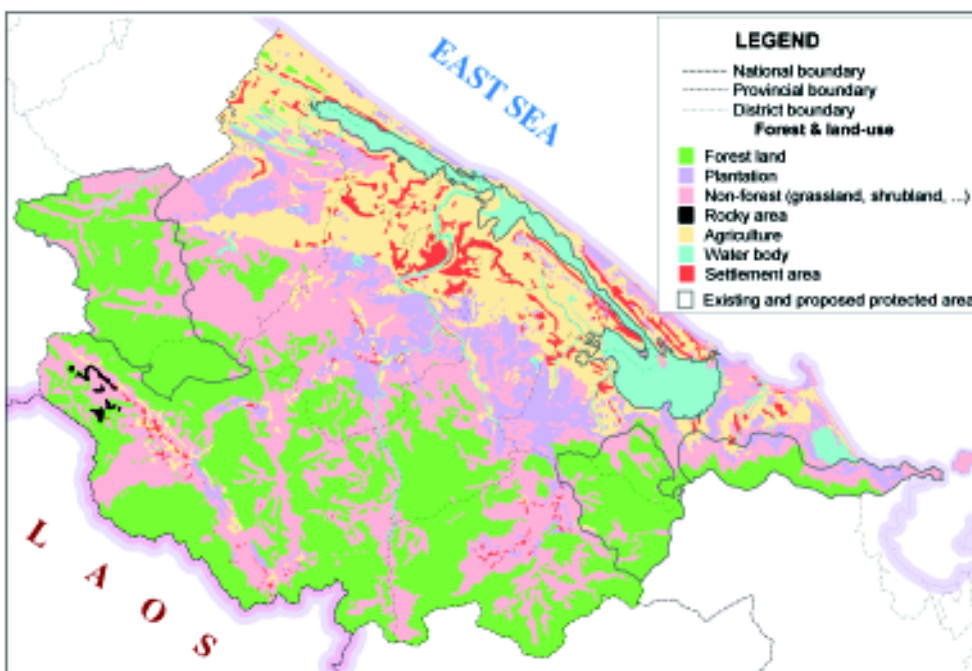 EAST SEA
LEGEND
National boundary
Provincial boundary
District boundary
Forest & land-use
Forest land
Plantation
Non-forest (grassland, shrubland, ...)
Rocky area
Agriculture
Water body
Settlement area
Existing and proposed protected area
LAOS